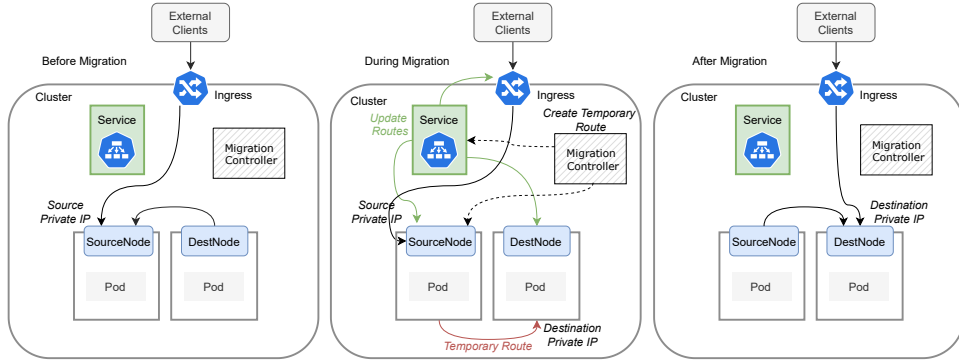 External
Clients
Before Migration
Ingress
Cluster
Service
Migration
Controller
Source
Private IP
SourceNode
DestNode
Pod
Pod
External
Clients
During Migration
Ingress
Cluster
Update
Routes
Service
Create Temporary
Route
Migration
Controller
Source
Private IP
SourceNode
DestNode
Pod
Pod
Temporary Route
Destination
Private IP
External
Clients
After Migration
Ingress
Cluster
Service
Migration
Controller
Destination
Private IP
SourceNode
DestNode
Pod
Pod